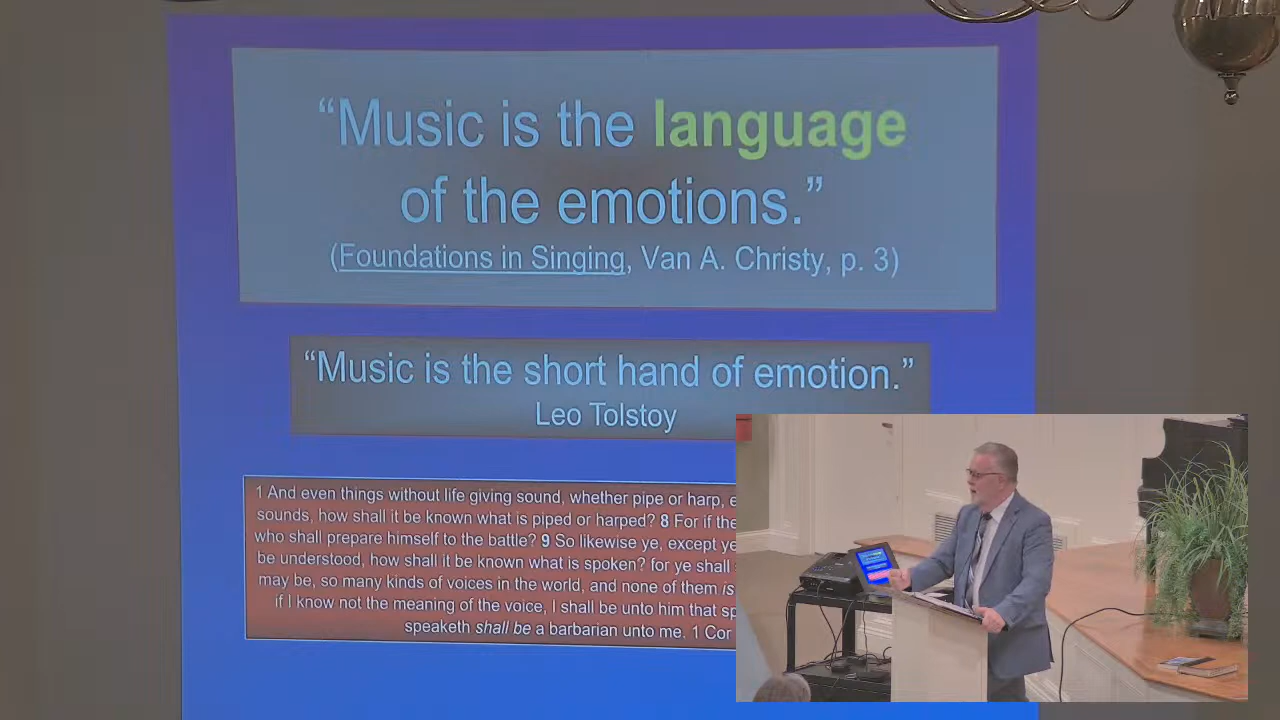 “Music is the language
of the emotions.”
(Foundations in Singing, Van A. Christy, p. 3)
“Music is the short hand of emotion.”
Leo Tolstoy
1 And even things without life giving sound, whether pipe or harp,
sounds, how shall it be known what is piped or harped? 8 For if the
who shall prepare himself to the battle? 9 So likewise ye, except ye
be understood, how shall it be known what is spoken? for ye shall
may be, so many kinds of voices in the world, and none of them is
if I know not the meaning of the voice, I shall be unto him that
speaketh shall be a barbarian unto me. 1 Cor